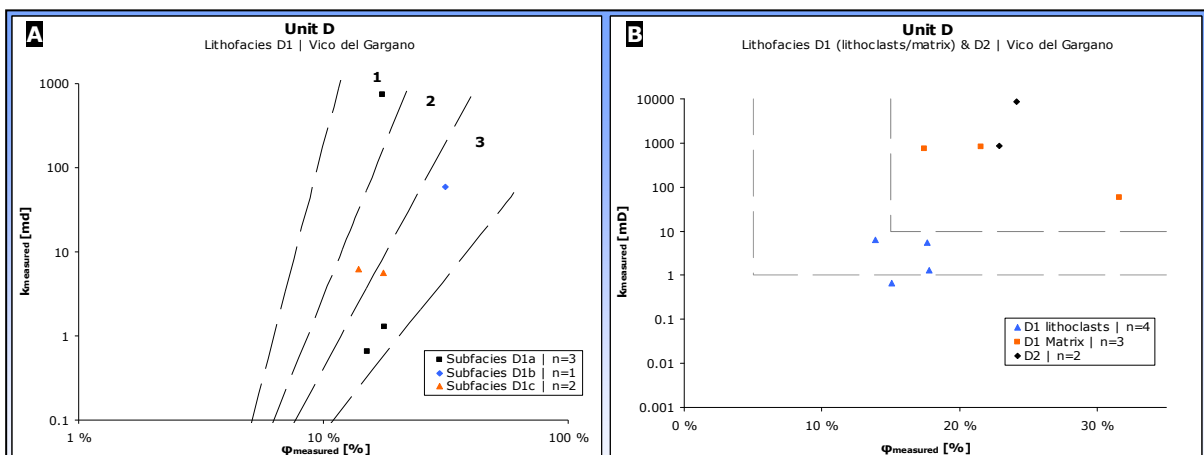 A
Unit D
Lithofacies D1 | Vico del Gargano
1000
100
10
1
0.1
kmeasured [md]
1
2
3
Subfacies D1a | n=3
Subfacies D1b | n=1
Subfacies D1c | n=2
1 %
10 %
100 %
φmeasured [%]
B
Unit D
Lithofacies D1 (lithoclasts/matrix) & D2 | Vico del Gargano
10000
1000
100
10
1
0.1
0.01
0.001
kmeasured [mD]
D1 lithoclasts | n=4
D1 Matrix | n=3
D2 | n=2
0 %
10 %
20 %
30 %
φmeasured [%]